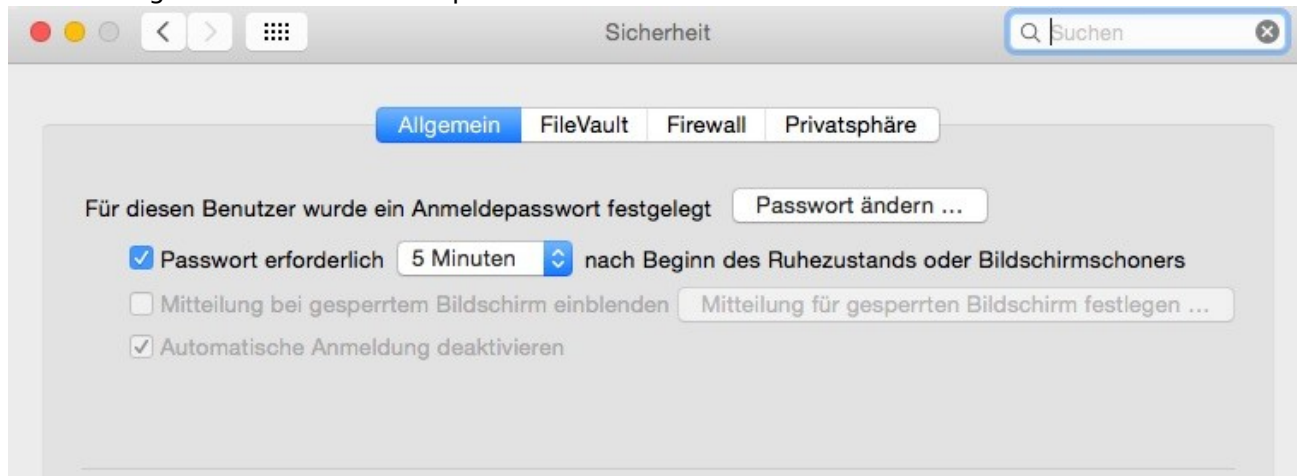 Sicherheit
Suchen
Allgemein FileVault Firewall Privatsphäre
Für diesen Benutzer wurde ein Anmeldepasswort festgelegt Passwort ändern ...
Passwort erforderlich 5 Minuten nach Beginn des Ruhezustands oder Bildschirmschoners
Mitteilung bei gesperrtem Bildschirm einblenden Mitteilung für gesperrten Bildschirm festlegen ...
Automatische Anmeldung deaktivieren